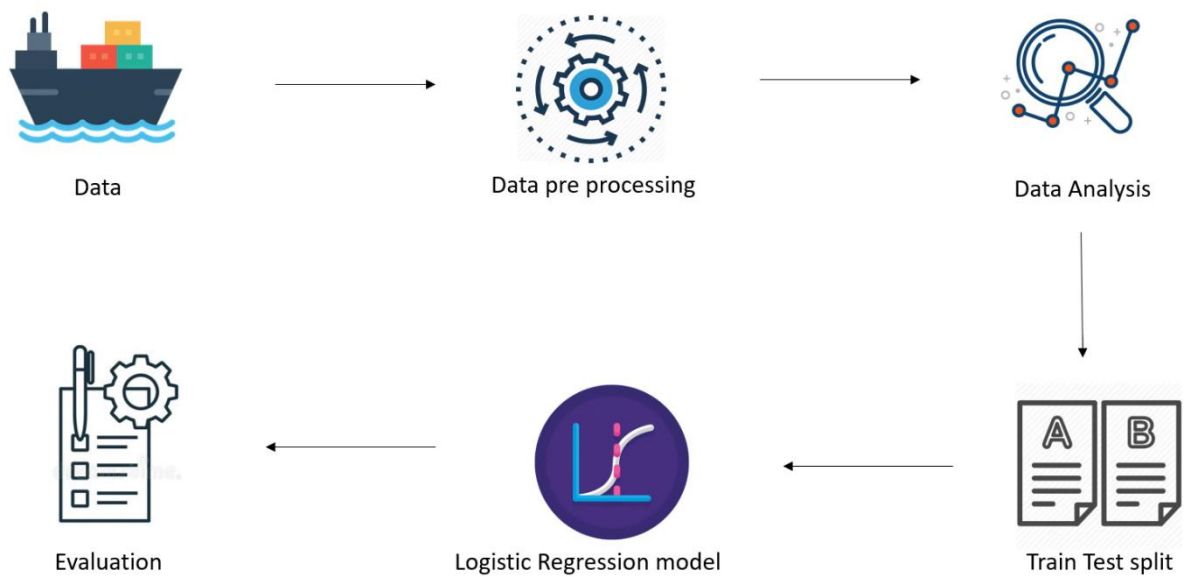 Data
Data pre processing
Data Analysis
A
B
Evaluation
Logistic Regression model
Train Test split